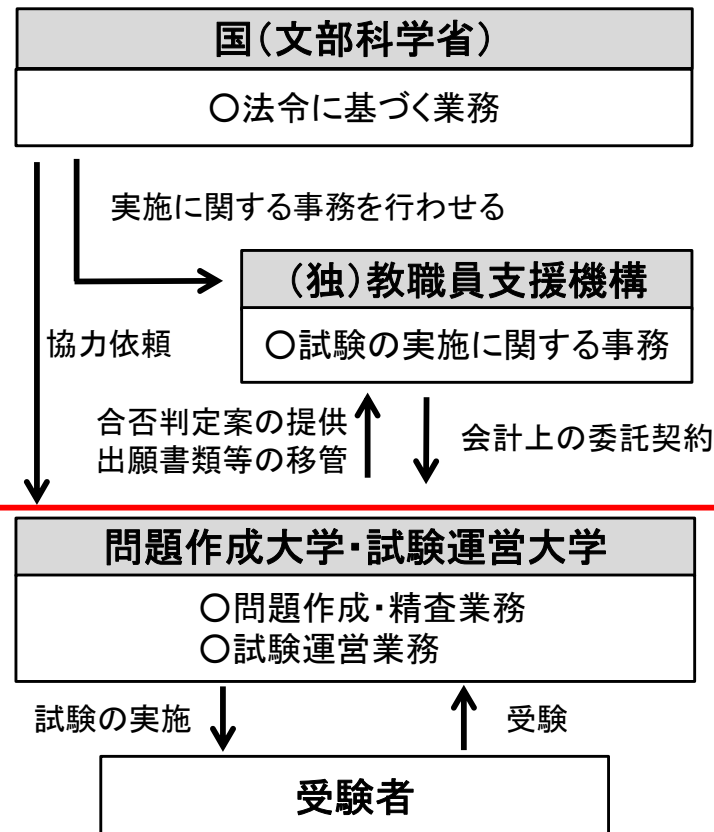 国(文部科学省)
〇法令に基づく業務
実施に関する事務を行わせる
(独)教職員支援機構
〇試験の実施に関する事務
協力依頼
合否判定案の提供
出願書類等の移管
会計上の委託契約
問題作成大学・試験運営大学
〇問題作成・精査業務
〇試験運営業務
試験の実施
受験
受験者